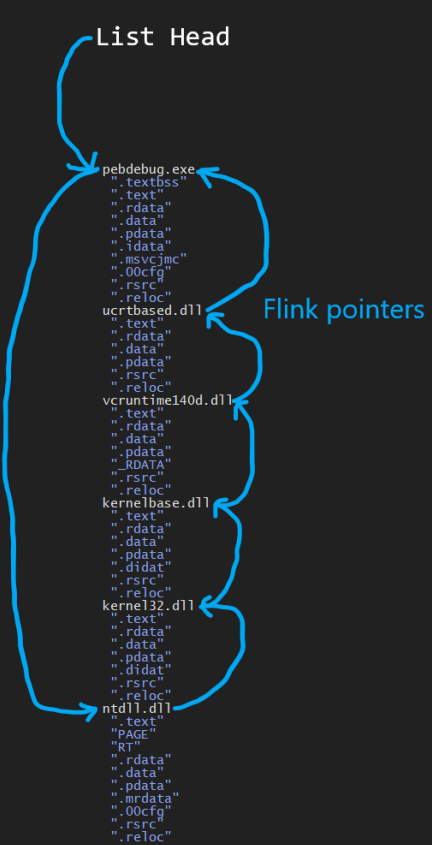 List Head
pebdebug.exe
".textbss"
".text"
".rdata"
".data"
".pdata"
".idata"
".msvcjmc"
".00cfg"
".rsrc"
".reloc"
ucrtbased.dll
Flink pointers
".text"
".rdata"
".data"
".pdata"
".rsrc"
".reloc"
vcruntime140d.dll
".text"
".rdata"
".data"
".pdata"
"_RDATA"
".rsrc"
".reloc"
kernelbase.dll
".text"
".rdata"
".data"
".pdata"
".didat"
".rsrc"
".reloc"
kernel32.dll
".text"
".rdata"
".data"
".pdata"
".didat"
".rsrc"
".reloc"
ntdll.dll
".text"
"PAGE"
"RT"
".rdata"
".data"
".pdata"
".mrdata"
".00cfg"
".rsrc"
".reloc"